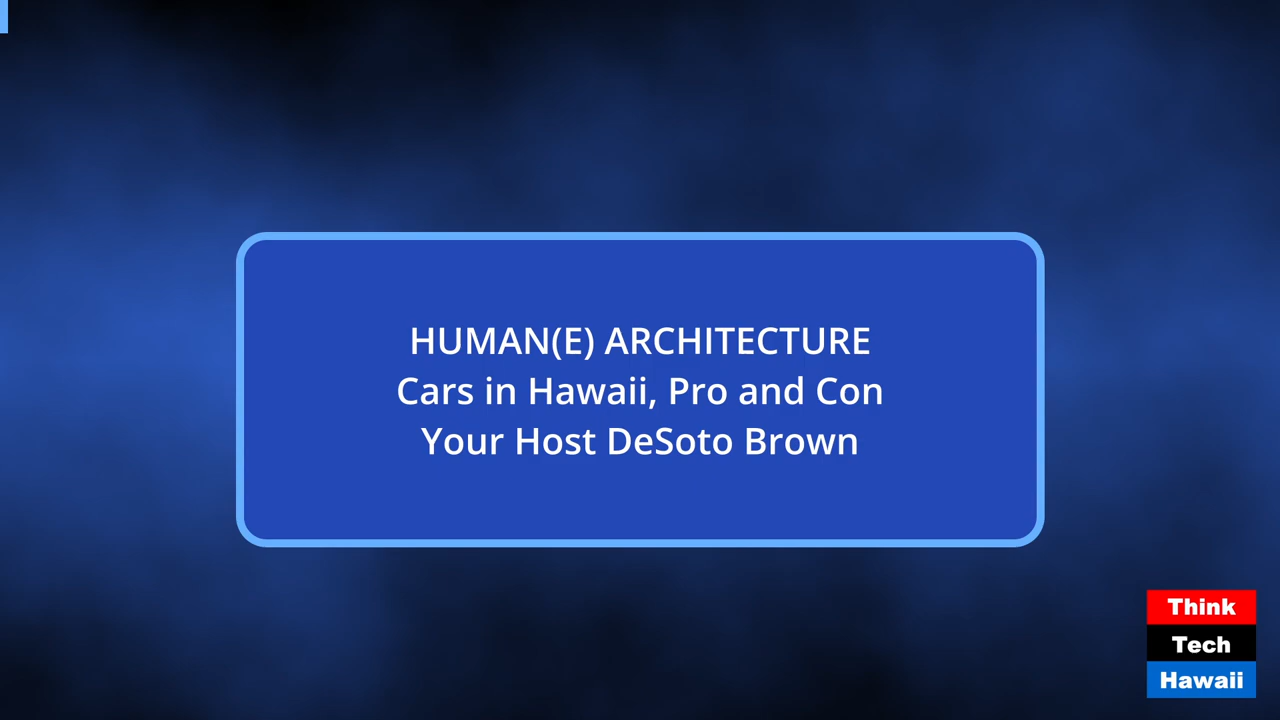 HUMAN(E) ARCHITECTURE
Cars in Hawaii, Pro and Con
Your Host DeSoto Brown
Think
Tech
Hawaii